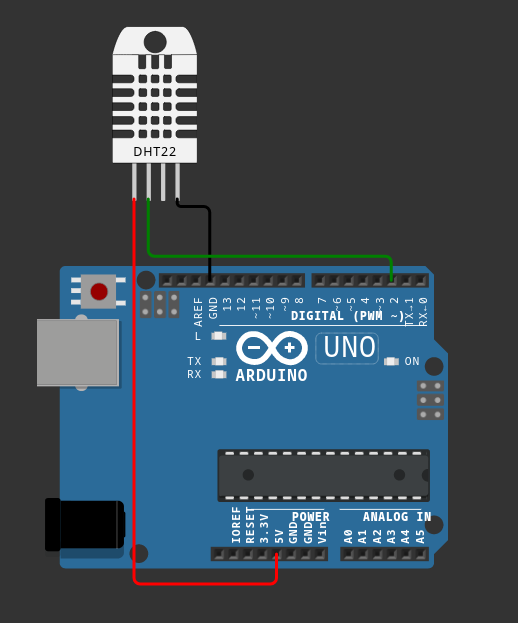 DHT22
AREF
GND
13
12
~11
~10
~9
8
7
~6
~5
4
~3
2
TX→1
RX←0
DIGITAL (PWM ~)
L
TX
RX
ARDUINO
UNO
ON
IOREF
RESET
3.3V
5V
GND
GND
Vin
POWER
ANALOG IN
A0
A1
A2
A3
A4
A5